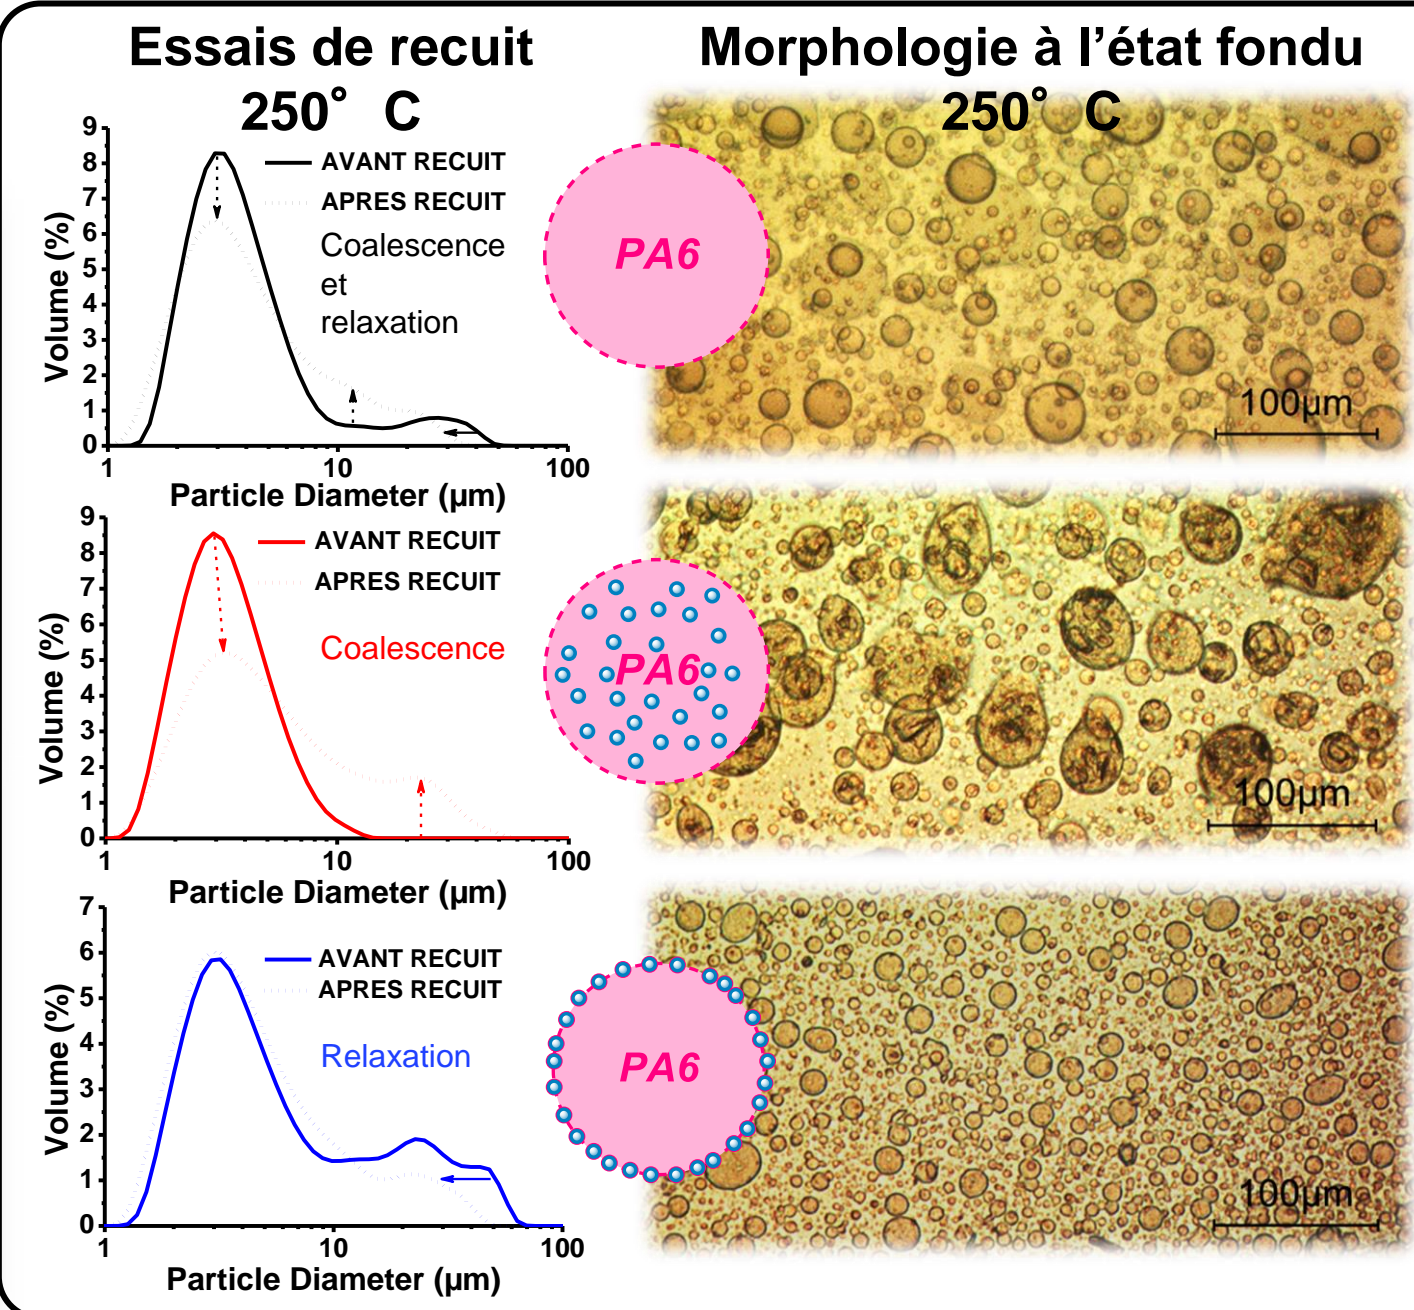 Essais de recuit
250° C
Morphologie à l’état fondu
250° C
9
8
7
6
5
4
3
2
1
0
Volume (%)
AVANT RECUIT
APRES RECUIT
Coalescence
et
relaxation
1
10
100
Particle Diameter (µm)
PA6
100µm
9
8
7
6
5
4
3
2
1
0
Volume (%)
AVANT RECUIT
APRES RECUIT
Coalescence
1
10
100
Particle Diameter (µm)
PA6
100µm
7
6
5
4
3
2
1
0
Volume (%)
AVANT RECUIT
APRES RECUIT
Relaxation
1
10
100
Particle Diameter (µm)
PA6
100µm